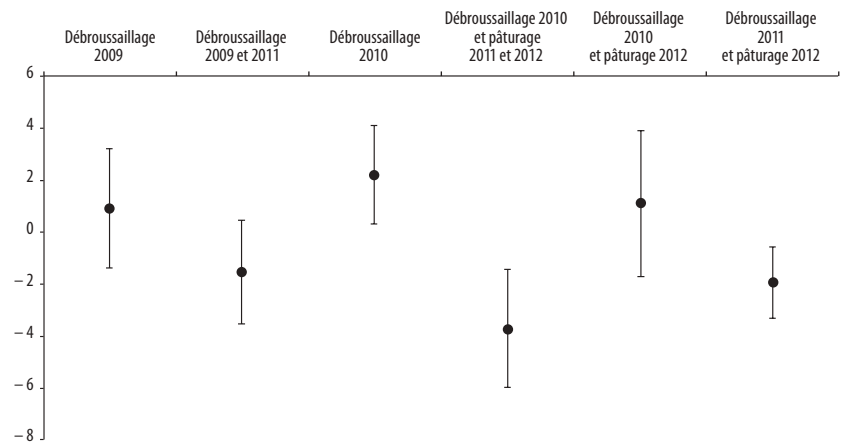 Débroussaillage
2009
Débroussaillage
2009 et 2011
Débroussaillage
2010
Débroussaillage 2010
et pâturage
2011 et 2012
Débroussaillage
2010
et pâturage 2012
Débroussaillage
2011
et pâturage 2012
6
4
2
0
– 2
– 4
– 6
– 8